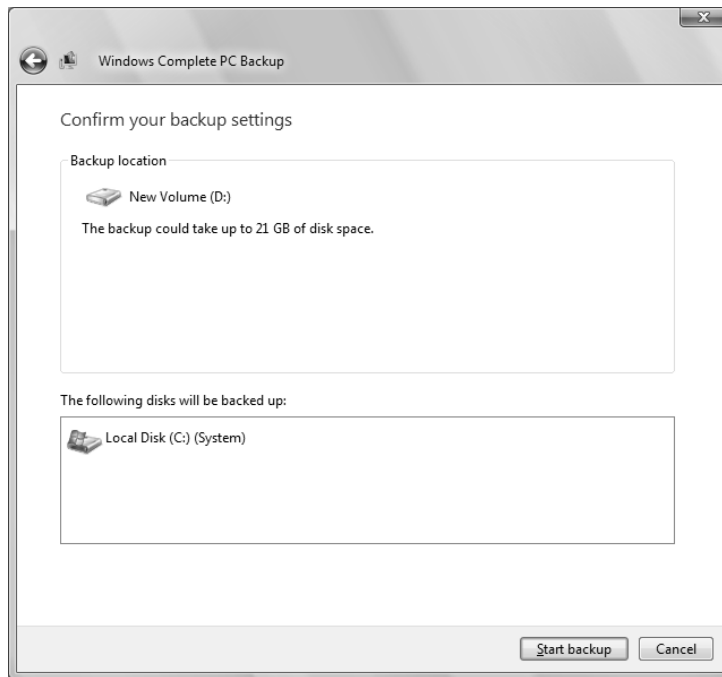 Windows Complete PC Backup
Confirm your backup settings
Backup location
New Volume (D:)
The backup could take up to 21 GB of disk space.
The following disks will be backed up:
Local Disk (C:) (System)
Start backup
Cancel